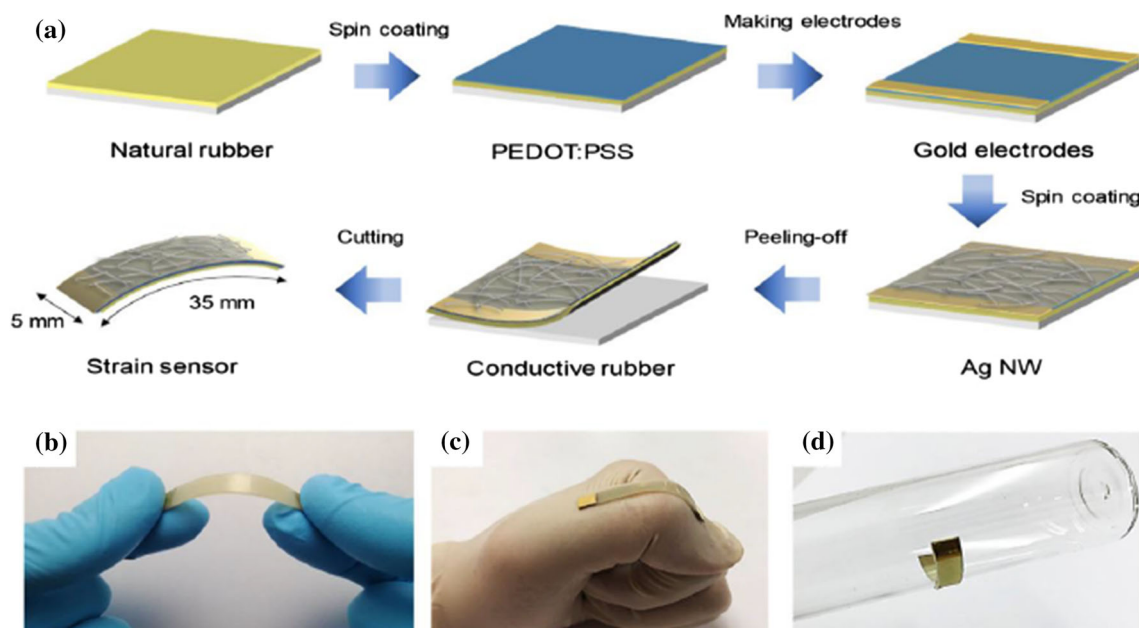 (a)
Spin coating
Making electrodes
Natural rubber
PEDOT:PSS
Gold electrodes
Spin coating
Cutting
Peeling-off
35 mm
5 mm
Strain sensor
Conductive rubber
Ag NW
(b)
(c)
(d)